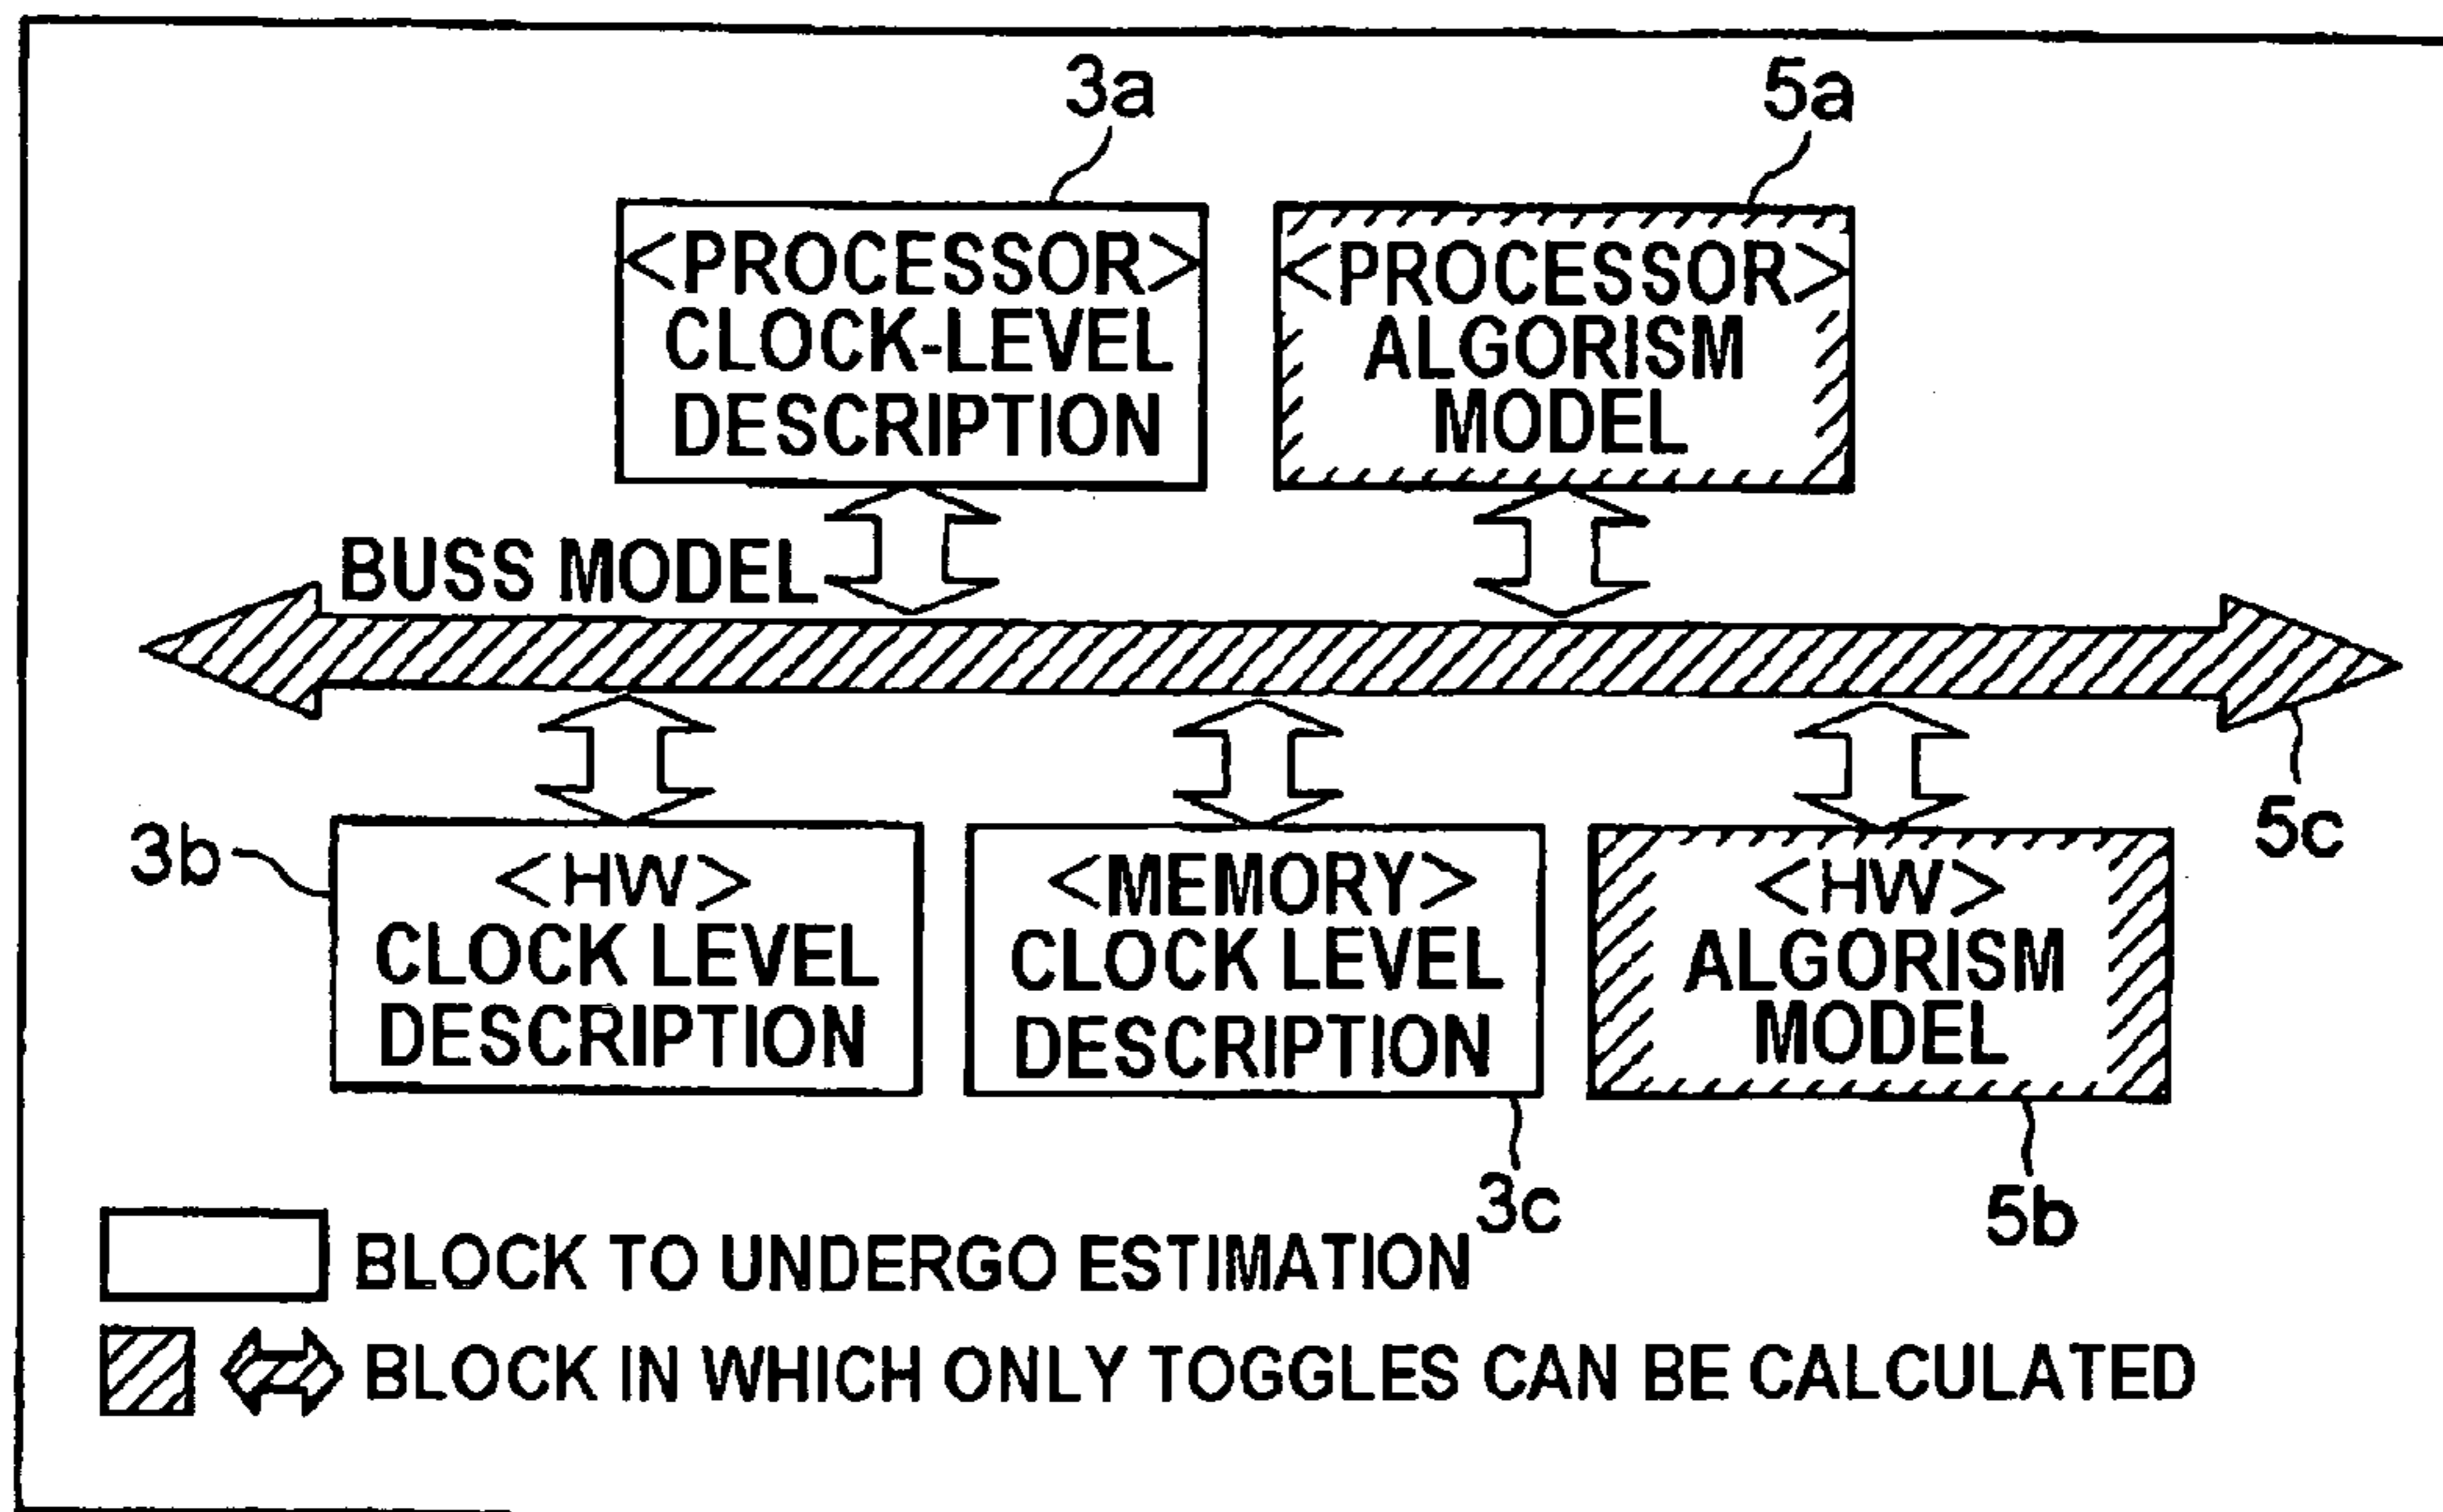 3a
5a
<PROCESSOR>
CLOCK-LEVEL
DESCRIPTION
<PROCESSOR>
ALGORISM
MODEL
BUSS MODEL
5c
3b
<HW>
CLOCK LEVEL
DESCRIPTION
<MEMORY>
CLOCK LEVEL
DESCRIPTION
<HW>
ALGORISM
MODEL
3c
5b
BLOCK TO UNDERGO ESTIMATION
BLOCK IN WHICH ONLY TOGGLES CAN BE CALCULATED